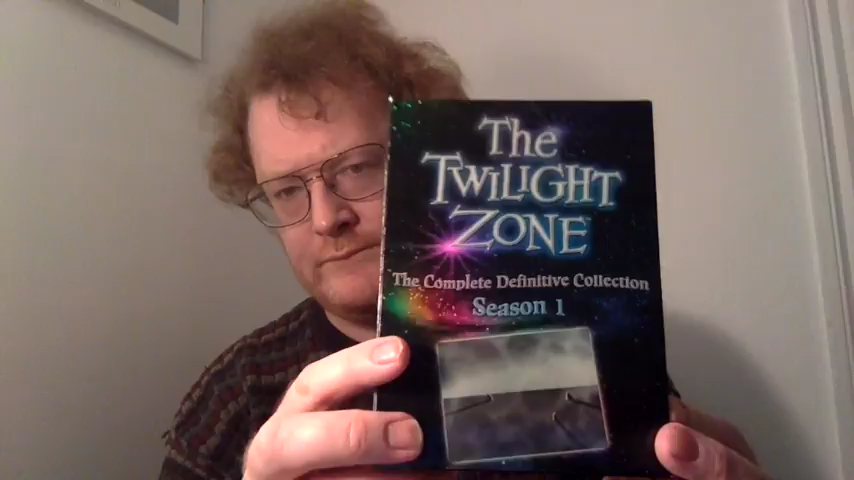 The
TWILIGHT
ZONE
The Complete Definitive Collection
Season 1